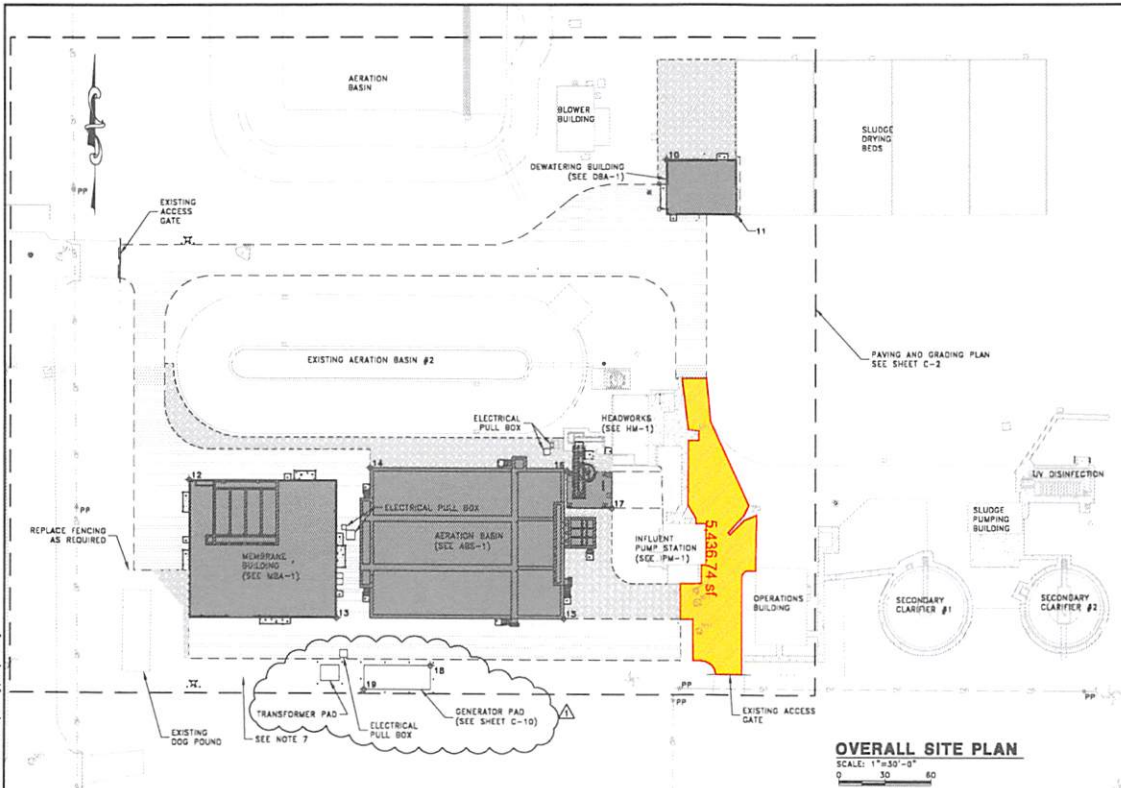 AERATION
BASIN
BLOWER
BUILDING
SLUDGE
DRYING
BEDS
10
DEWATERING BUILDING
(SEE DBA-1)
PP
EXISTING
ACCESS
GATE
11
PAVING AND GRADING PLAN
SEE SHEET C-2
EXISTING AERATION BASIN #2
ELECTRICAL
PULL BOX
HEADWORKS
(SEE HM-1)
14
16
12
UV DISINFECTION
17
PP
ELECTRICAL PULL BOX
SLUDGE
PUMPING
BUILDING
REPLACE FENCING
AS REQUIRED
AERATION BASIN
(SEE ABS-1)
INFLUENT
PUMP STATION
(SEE IPM-1)
5,436.74 sf
MEMBRANE
BUILDING
(SEE MBA-1)
OPERATIONS
BUILDING
SECONDARY
CLARIFIER #1
SECONDARY
CLARIFIER #2
13
15
18
19
PP
PP
PP
TRANSFORMER PAD
ELECTRICAL
PULL BOX
GENERATOR PAD
(SEE SHEET C-10)
1
EXISTING ACCESS
GATE
EXISTING
DOG POUND
SEE NOTE 7
OVERALL SITE PLAN
SCALE: 1"=30'-0"
0 30 60